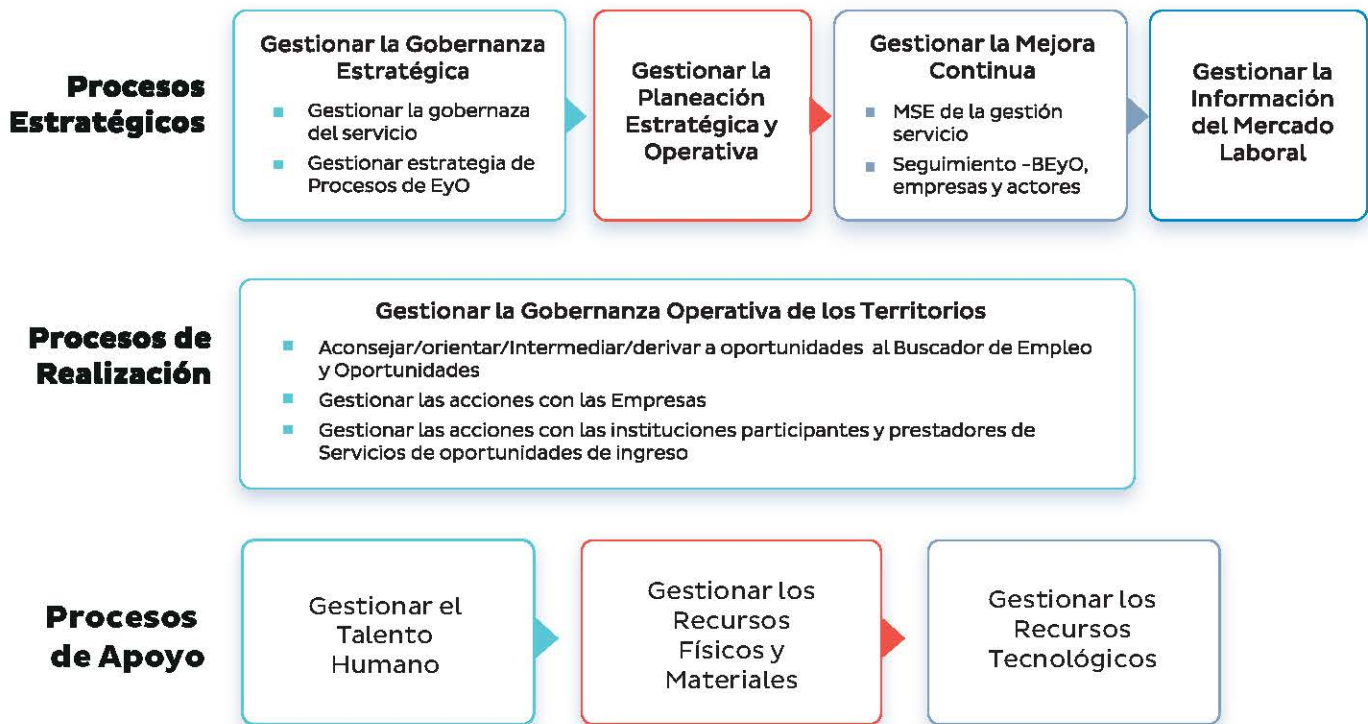 Procesos
Estratégicos
Gestionar la Gobernanza
Estratégica
Gestionar la gobernaza
del servicio
Gestionar estrategia de
Procesos de EyO
Gestionar la
Planeación
Estratégica y
Operativa
Gestionar la Mejora
Continua
MSE de la gestión
servicio
Seguimiento -BEyO,
empresas y actores
Gestionar la
Información
del Mercado
Laboral
Procesos de
Realización
Gestionar la Gobernanza Operativa de los Territorios
Aconsejar/orientar/Intermediar/derivar a oportunidades al Buscador de Empleo
y Oportunidades
Gestionar las acciones con las Empresas
Gestionar las acciones con las instituciones participantes y prestadores de
Servicios de oportunidades de ingreso
Procesos
de Apoyo
Gestionar el
Talento
Humano
Gestionar los
Recursos
Físicos y
Materiales
Gestionar los
Recursos
Tecnológicos